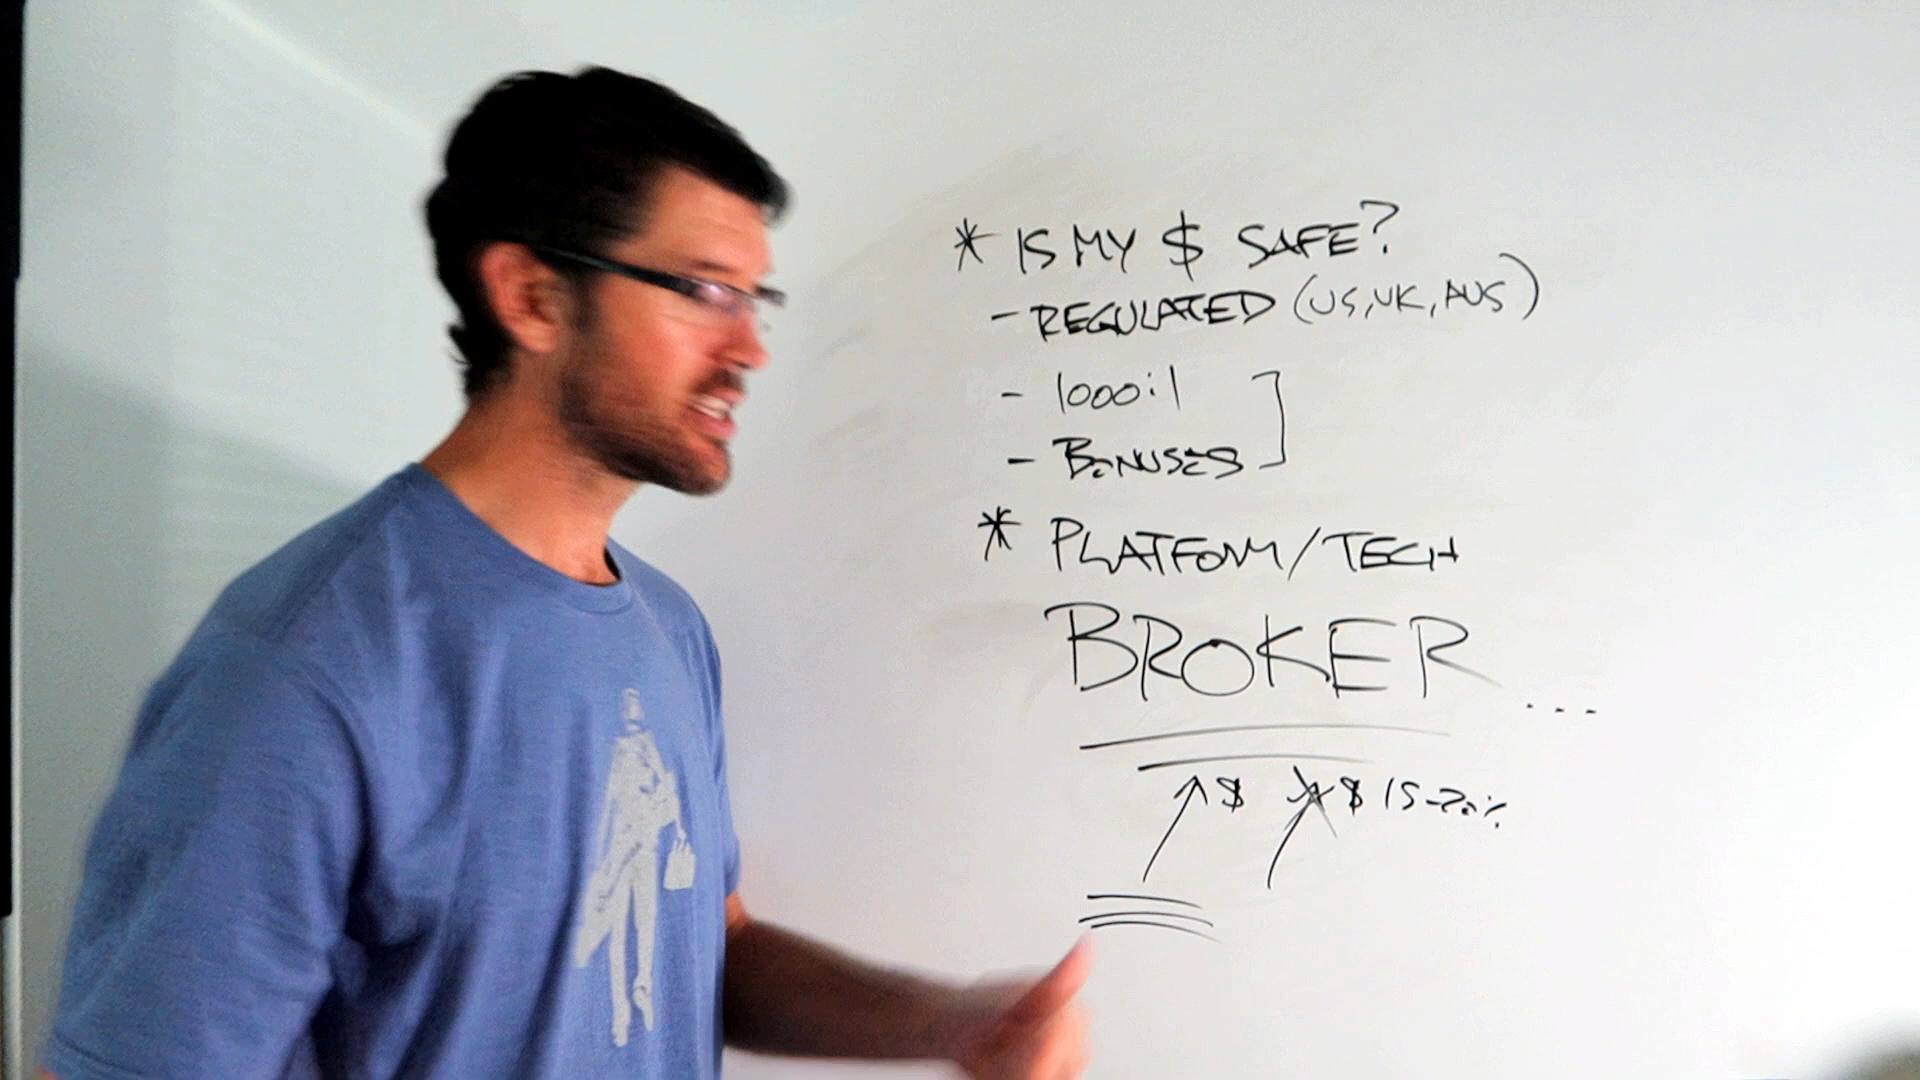 * IS MY $ SAFE?
- REGULATED (US, UK, AUS)
- 1000:1
- BONUSES
* PLATFORM/TECH
BROKER...
$ $ 15-20%